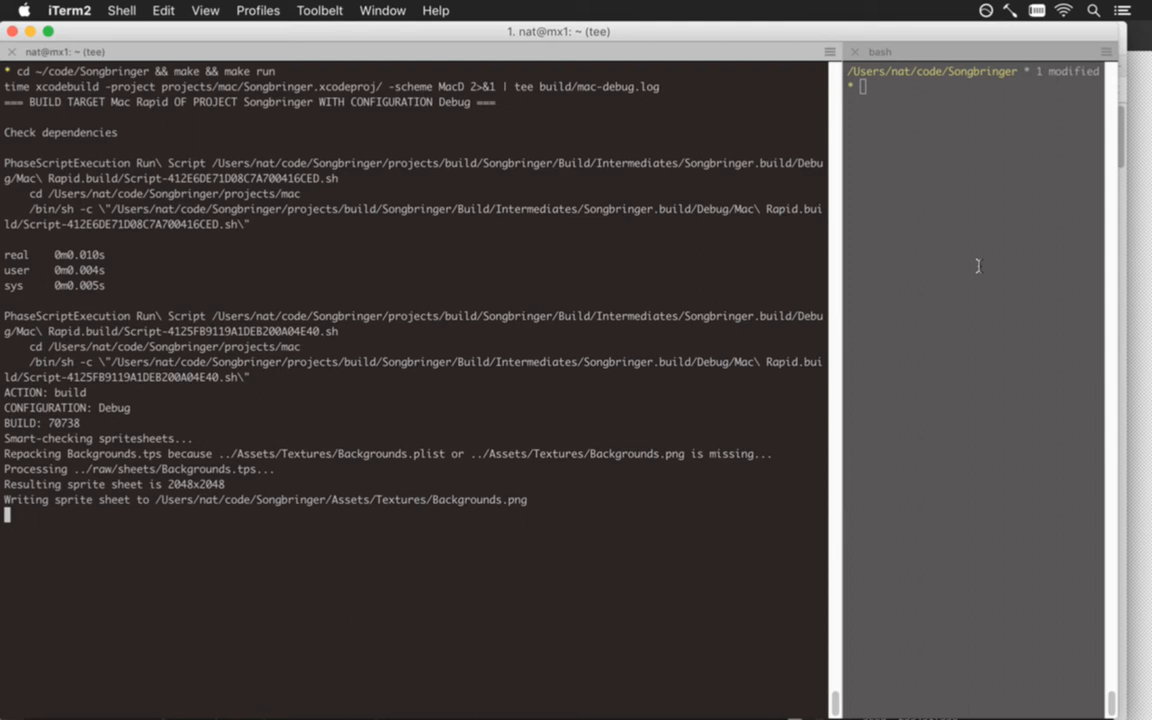 iTerm2 Shell Edit View Profiles Toolbelt Window Help
1. nat@mx1: ~ (tee)
nat@mx1: ~ (tee)
bash
* cd ~/code/Songbringer && make && make run
time xcodebuild -project projects/mac/Songbringer.xcodeproj/ -scheme MacD 2>&1 | tee build/mac-debug.log
=== BUILD TARGET Mac Rapid OF PROJECT Songbringer WITH CONFIGURATION Debug ===
Check dependencies
PhaseScriptExecution Run\ Script /Users/nat/code/Songbringer/projects/build/Songbringer/Build/Intermediates/Songbringer.build/Debu
g/Mac\ Rapid.build/Script-412E6DE71D08C7A700416CED.sh
cd /Users/nat/code/Songbringer/projects/mac
/bin/sh -c \"/Users/nat/code/Songbringer/projects/build/Songbringer/Build/Intermediates/Songbringer.build/Debug/Mac\ Rapid.bui
ld/Script-412E6DE71D08C7A700416CED.sh\"
real 0m0.010s
user 0m0.004s
sys 0m0.005s
PhaseScriptExecution Run\ Script /Users/nat/code/Songbringer/projects/build/Songbringer/Build/Intermediates/Songbringer.build/Debu
g/Mac\ Rapid.build/Script-4125FB9119A1DEB200A04E40.sh
cd /Users/nat/code/Songbringer/projects/mac
/bin/sh -c \"/Users/nat/code/Songbringer/projects/build/Songbringer/Build/Intermediates/Songbringer.build/Debug/Mac\ Rapid.bui
ld/Script-4125FB9119A1DEB200A04E40.sh\"
ACTION: build
CONFIGURATION: Debug
BUILD: 70738
Smart-checking spritesheets...
Repacking Backgrounds.tps because ../Assets/Textures/Backgrounds.plist or ../Assets/Textures/Backgrounds.png is missing...
Processing ../raw/sheets/Backgrounds.tps...
Resulting sprite sheet is 2048x2048
Writing sprite sheet to /Users/nat/code/Songbringer/Assets/Textures/Backgrounds.png
/Users/nat/code/Songbringer * 1 modified
*